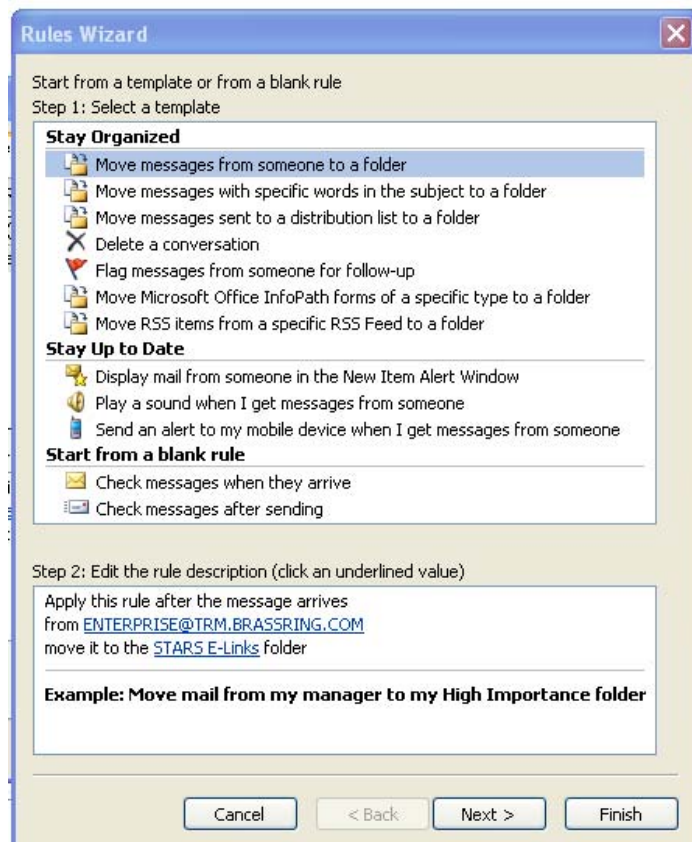 Rules Wizard
Start from a template or from a blank rule
Step 1: Select a template
Stay Organized
Move messages from someone to a folder
Move messages with specific words in the subject to a folder
Move messages sent to a distribution list to a folder
Delete a conversation
Flag messages from someone for follow-up
Move Microsoft Office InfoPath forms of a specific type to a folder
Move RSS items from a specific RSS Feed to a folder
Stay Up to Date
Display mail from someone in the New Item Alert Window
Play a sound when I get messages from someone
Send an alert to my mobile device when I get messages from someone
Start from a blank rule
Check messages when they arrive
Check messages after sending
Step 2: Edit the rule description (click an underlined value)
Apply this rule after the message arrives
from ENTERPRISE@TRM.BRASSRING.COM
move it to the STARS E-Links folder
Example: Move mail from my manager to my High Importance folder
Cancel < Back Next > Finish